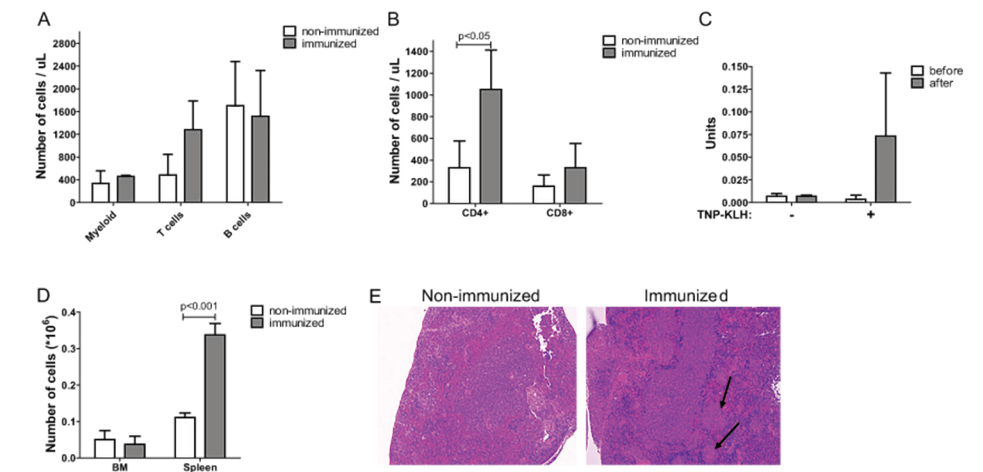 A
non-immunized
immunized
Number of cells / uL
2800
2400
2000
1600
1200
800
400
0
Myeloid
T cells
B cells
B
p<0.05
non-immunized
immunized
Number of cells / uL
1400
1200
1000
800
600
400
200
0
CD4+
CD8+
C
before
after
Units
0.150
0.125
0.100
0.075
0.050
0.025
0.000
TNP-KLH: - +
D
p<0.001
non-immunized
immunized
Number of cells (*10⁶)
0.4
0.3
0.2
0.1
0.0
BM
Spleen
E
Non-immunized
Immunized